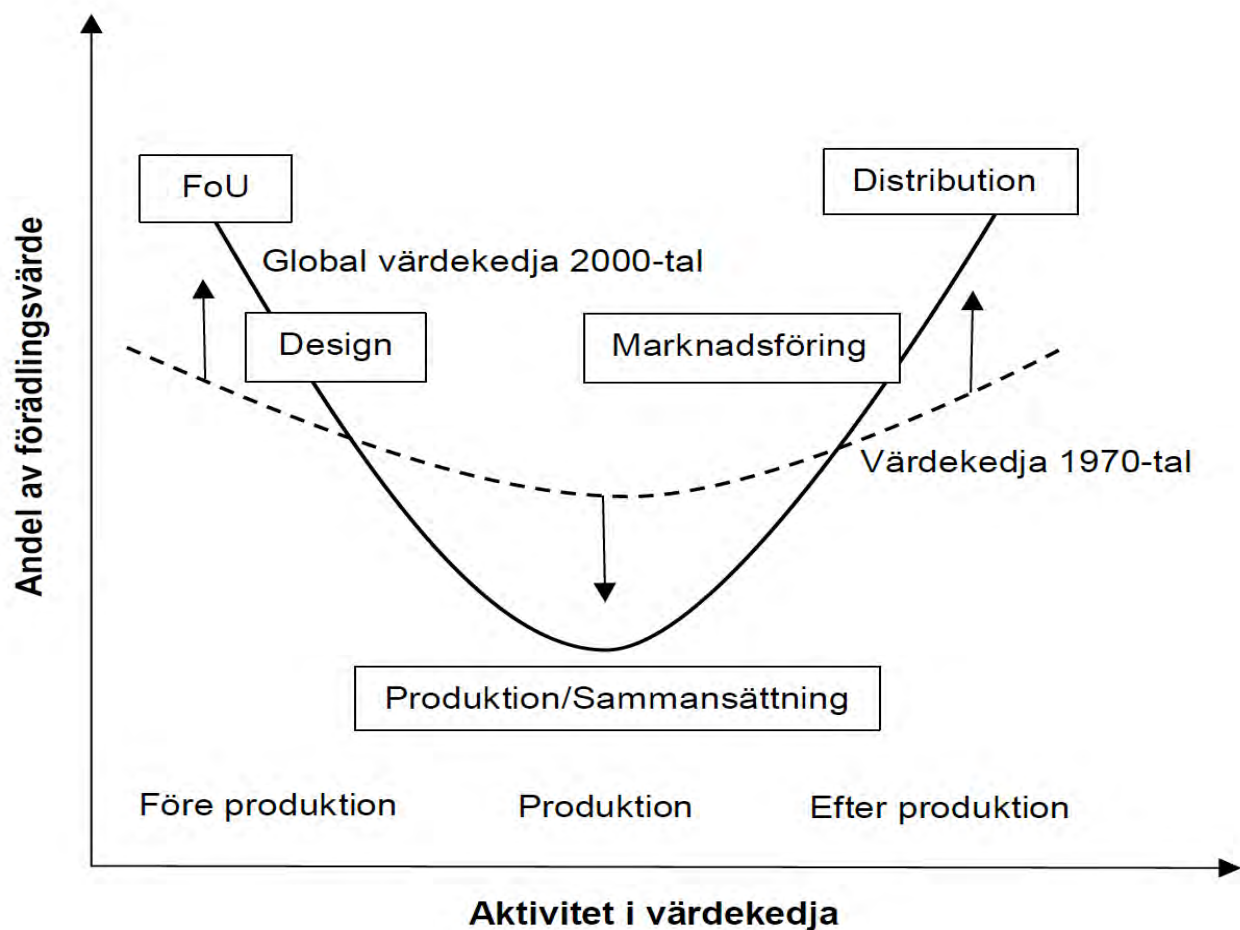 FoU
Distribution
Global värdekedja 2000-tal
Design
Marknadsföring
Värdekedja 1970-tal
Produktion/Sammansättning
Före produktion
Produktion
Efter produktion
Andel av förädlingsvärde
Aktivitet i värdekedja